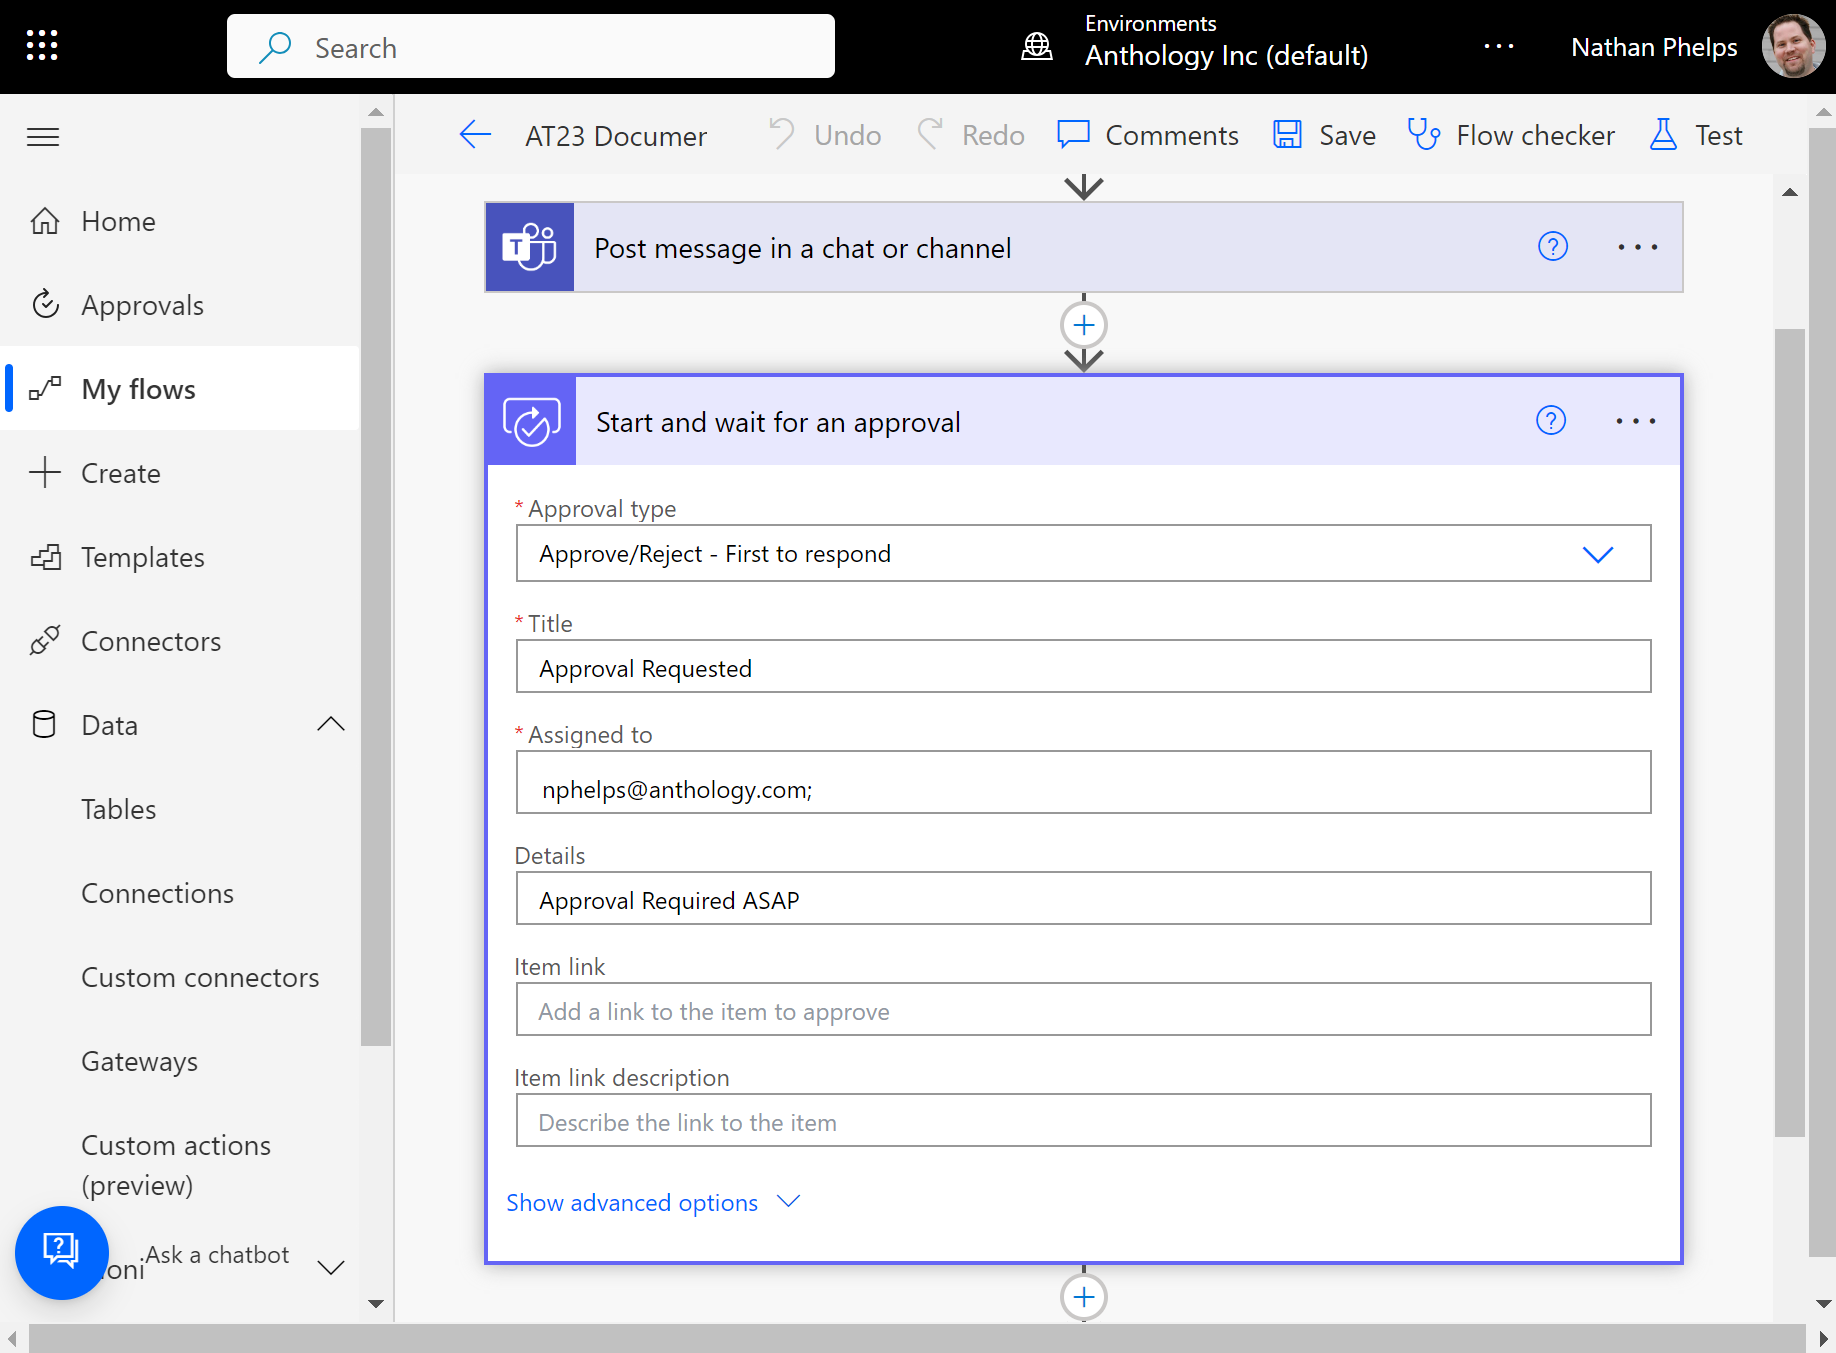 Search
Environments
Anthology Inc (default)
Nathan Phelps
Home
Approvals
My flows
Create
Templates
Connectors
Data
Tables
Connections
Custom connectors
Gateways
Custom actions
(preview)
oni
Ask a chatbot
AT23 Documer
Undo
Redo
Comments
Save
Flow checker
Test
T
Post message in a chat or channel
?
Start and wait for an approval
?
* Approval type
Approve/Reject - First to respond
* Title
Approval Requested
* Assigned to
nphelps@anthology.com;
Details
Approval Required ASAP
Item link
Add a link to the item to approve
Item link description
Describe the link to the item
Show advanced options